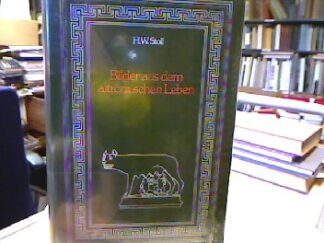 H.W. Stoll
Bilder aus dem
altrömischen Leben